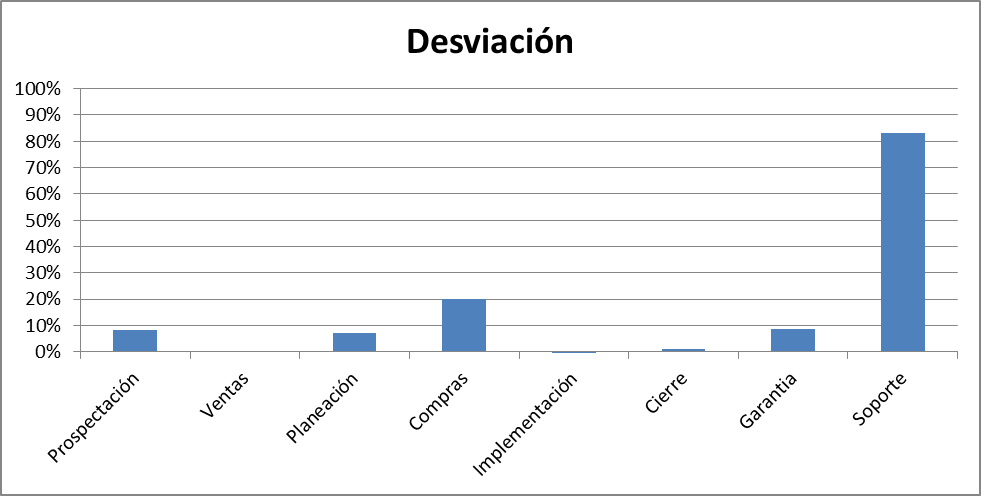 Desviación
100%
90%
80%
70%
60%
50%
40%
30%
20%
10%
0%
Prospectación
Ventas
Planeación
Compras
Implementación
Cierre
Garantia
Soporte